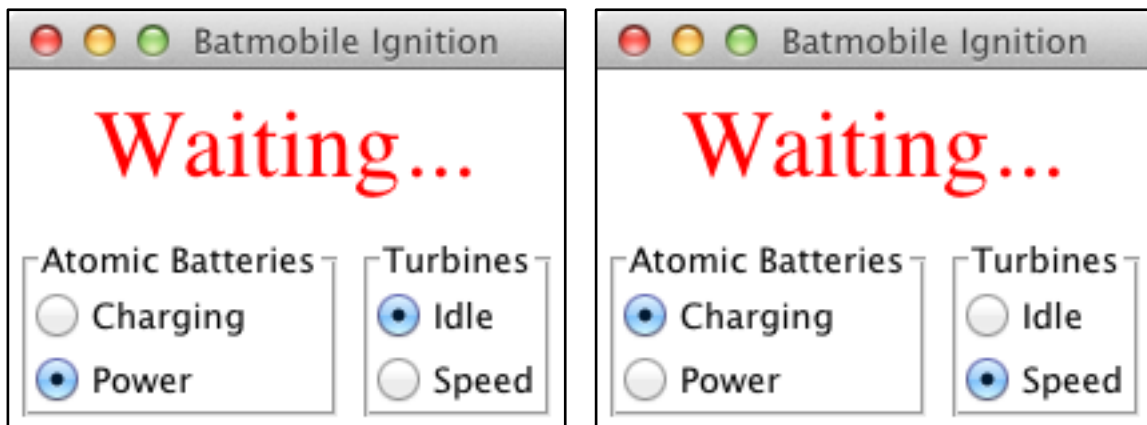 Batmobile Ignition
Waiting...
Atomic Batteries
Charging
Power
Turbines
Idle
Speed
Batmobile Ignition
Waiting...
Atomic Batteries
Charging
Power
Turbines
Idle
Speed